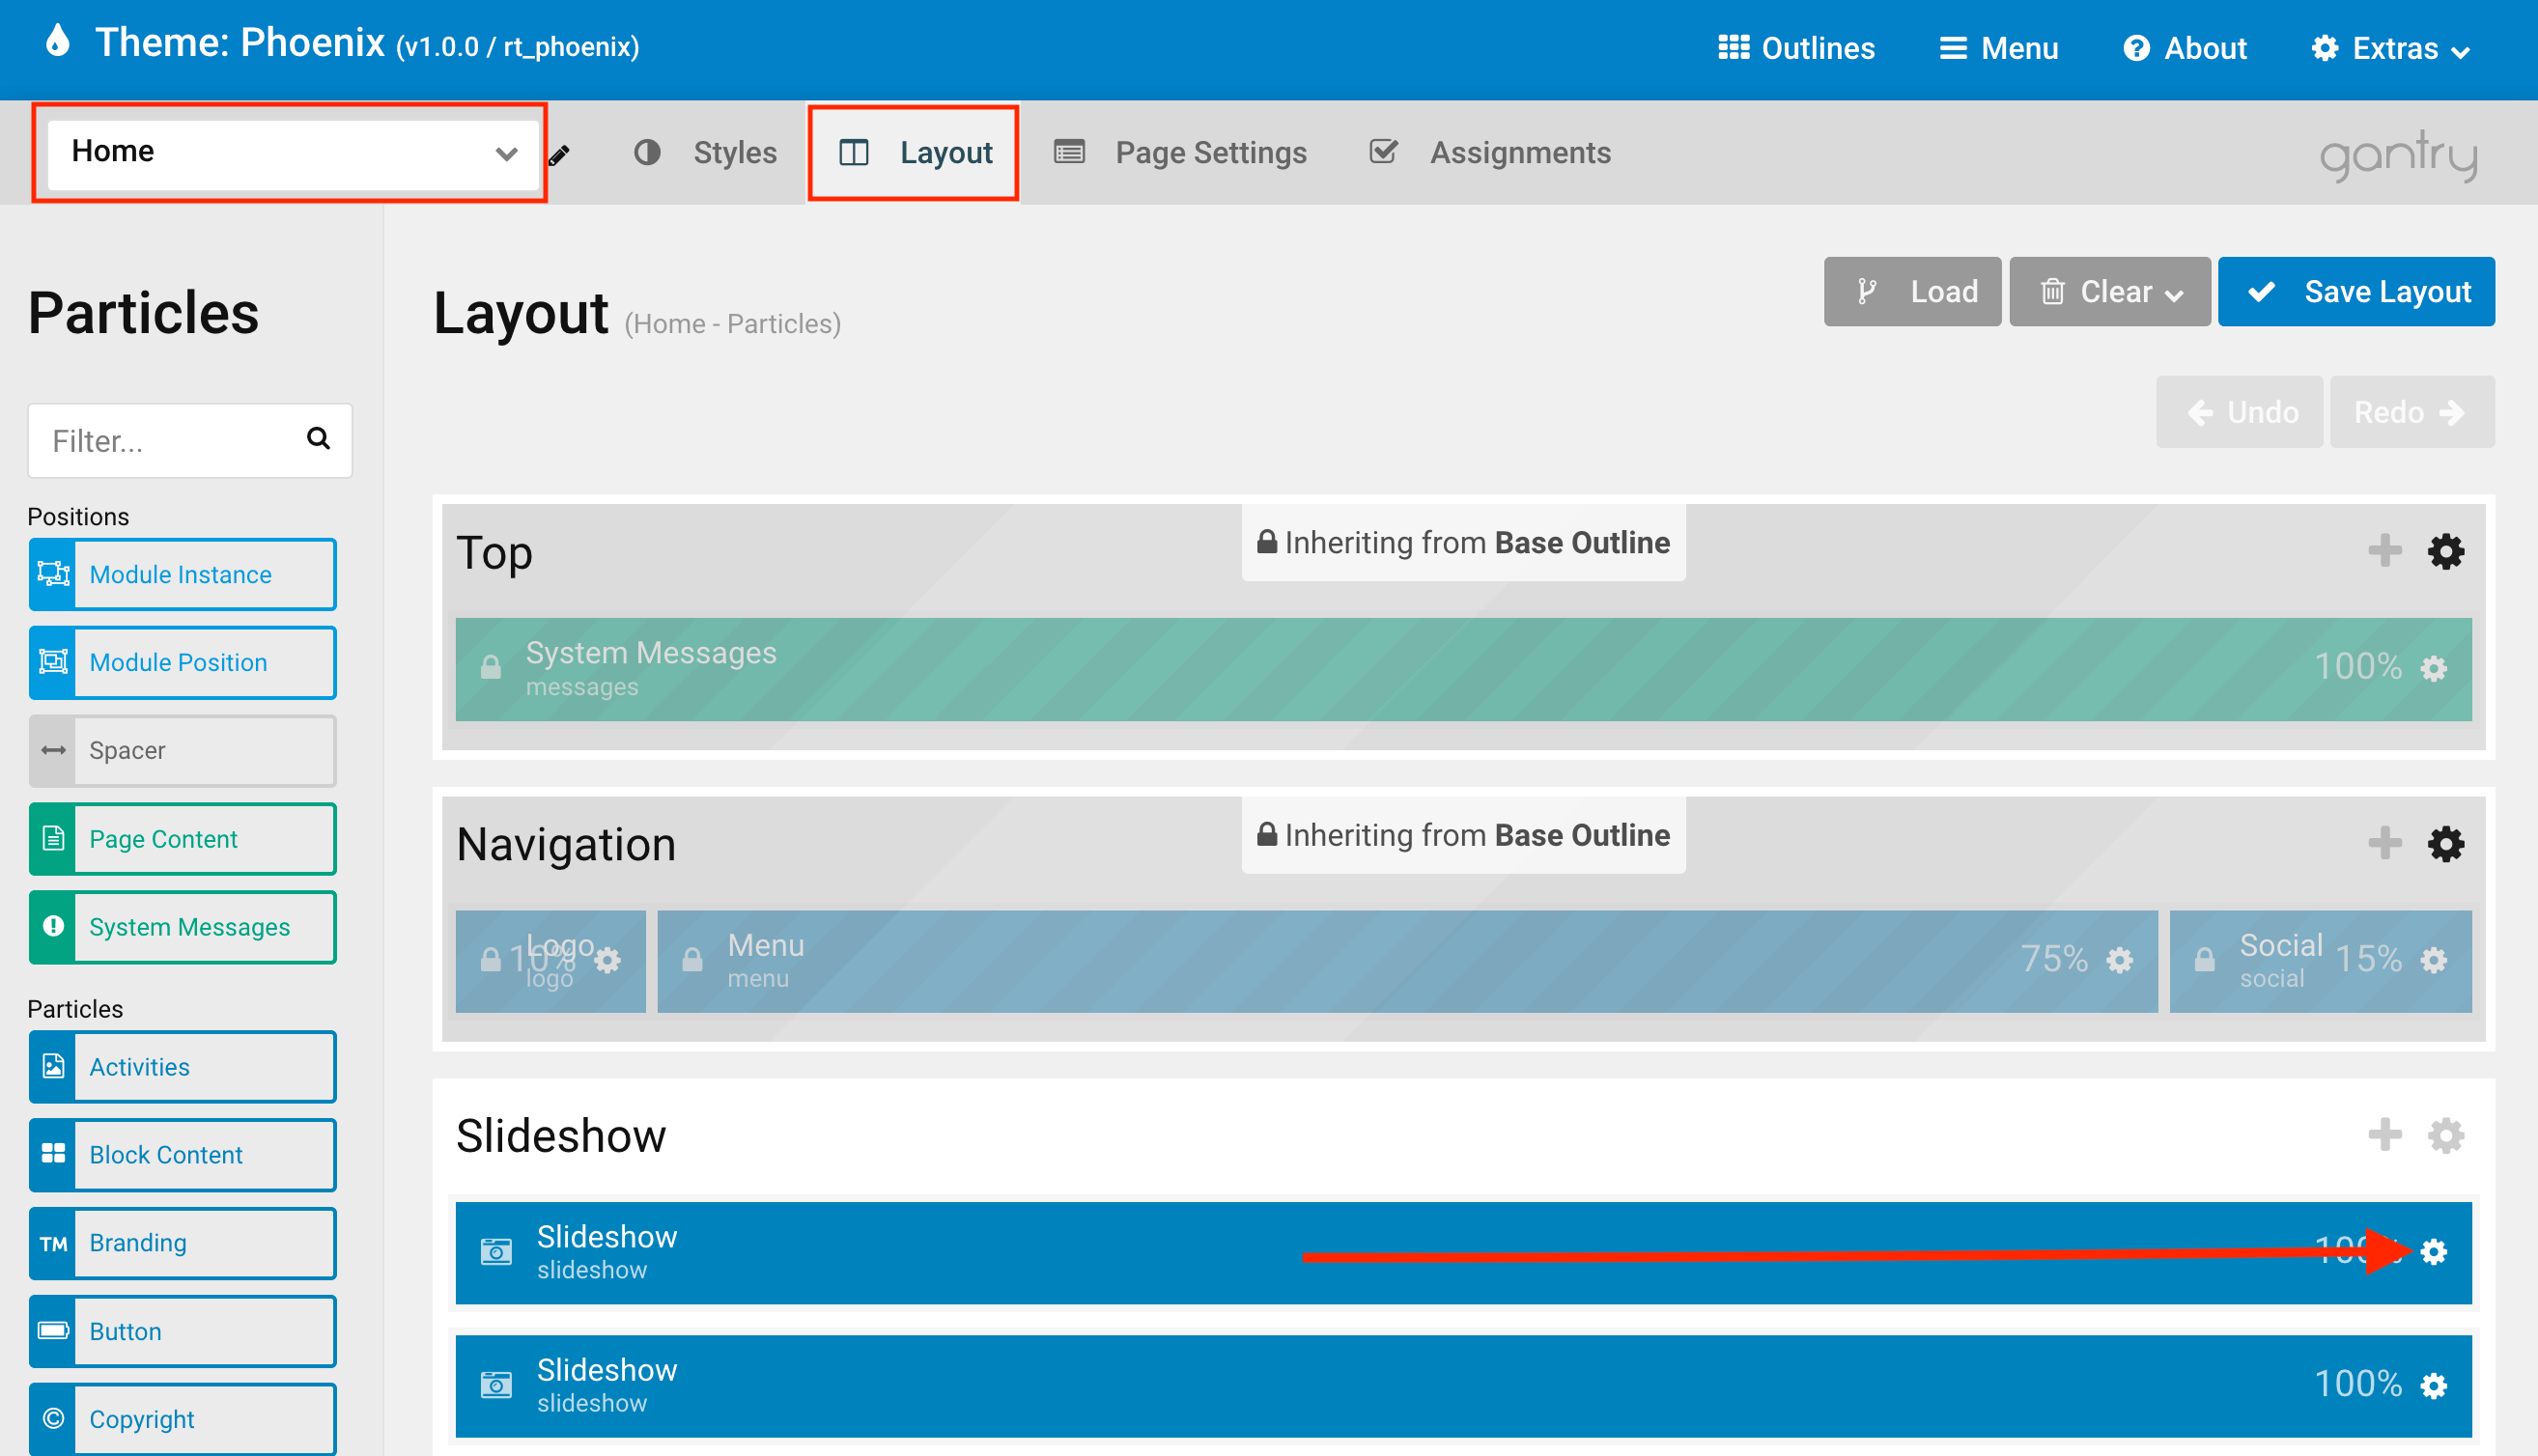 Theme: Phoenix (v1.0.0 / rt_phoenix)
Outlines
Menu
About
Extras
Home
Styles
Layout
Page Settings
Assignments
gantry
Particles
Filter...
Positions
Module Instance
Module Position
Spacer
Page Content
System Messages
Particles
Activities
Block Content
TM Branding
Button
© Copyright
Layout (Home - Particles)
Load
Clear
Save Layout
Undo
Redo
Top
Inheriting from Base Outline
System Messages
messages
100%
Navigation
Inheriting from Base Outline
Logo
logo
10%
Menu
menu
75%
Social
social
15%
Slideshow
Slideshow
slideshow
100%
Slideshow
slideshow
100%